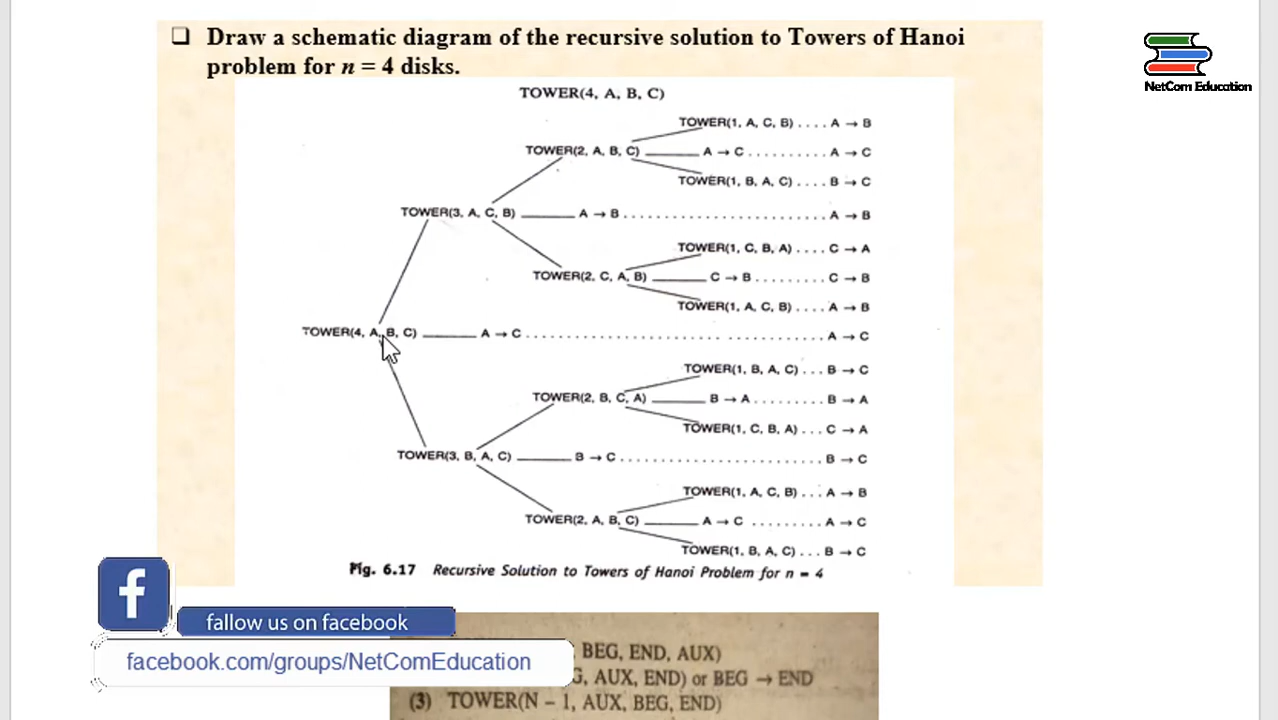 ❑ Draw a schematic diagram of the recursive solution to Towers of Hanoi
problem for n = 4 disks.
NetCom Education
TOWER(4, A, B, C)
TOWER(1, A, C, B) .... A → B
TOWER(2, A, B, C) A → C .......... A → C
TOWER(1, B, A, C) .... B → C
TOWER(3, A, C, B) A → B ........................... A → B
TOWER(1, C, B, A) .... C → A
TOWER(2, C, A, B) C → B ......... C → B
TOWER(1, A, C, B) .... A → B
TOWER(4, A, B, C) A → C ........................................ A → C
TOWER(1, B, A, C) ... B → C
TOWER(2, B, C, A) B → A ......... B → A
TOWER(1, C, B, A) ... C → A
TOWER(3, B, A, C) B → C ........................... B → C
TOWER(1, A, C, B) ... A → B
TOWER(2, A, B, C) A → C ......... A → C
TOWER(1, B, A, C) ... B → C
Fig. 6.17 Recursive Solution to Towers of Hanoi Problem for n = 4
f
fallow us on facebook
facebook.com/groups/NetComEducation
BEG, END, AUX)
G, AUX, END) or BEG → END
(3) TOWER(N – 1, AUX, BEG, END)